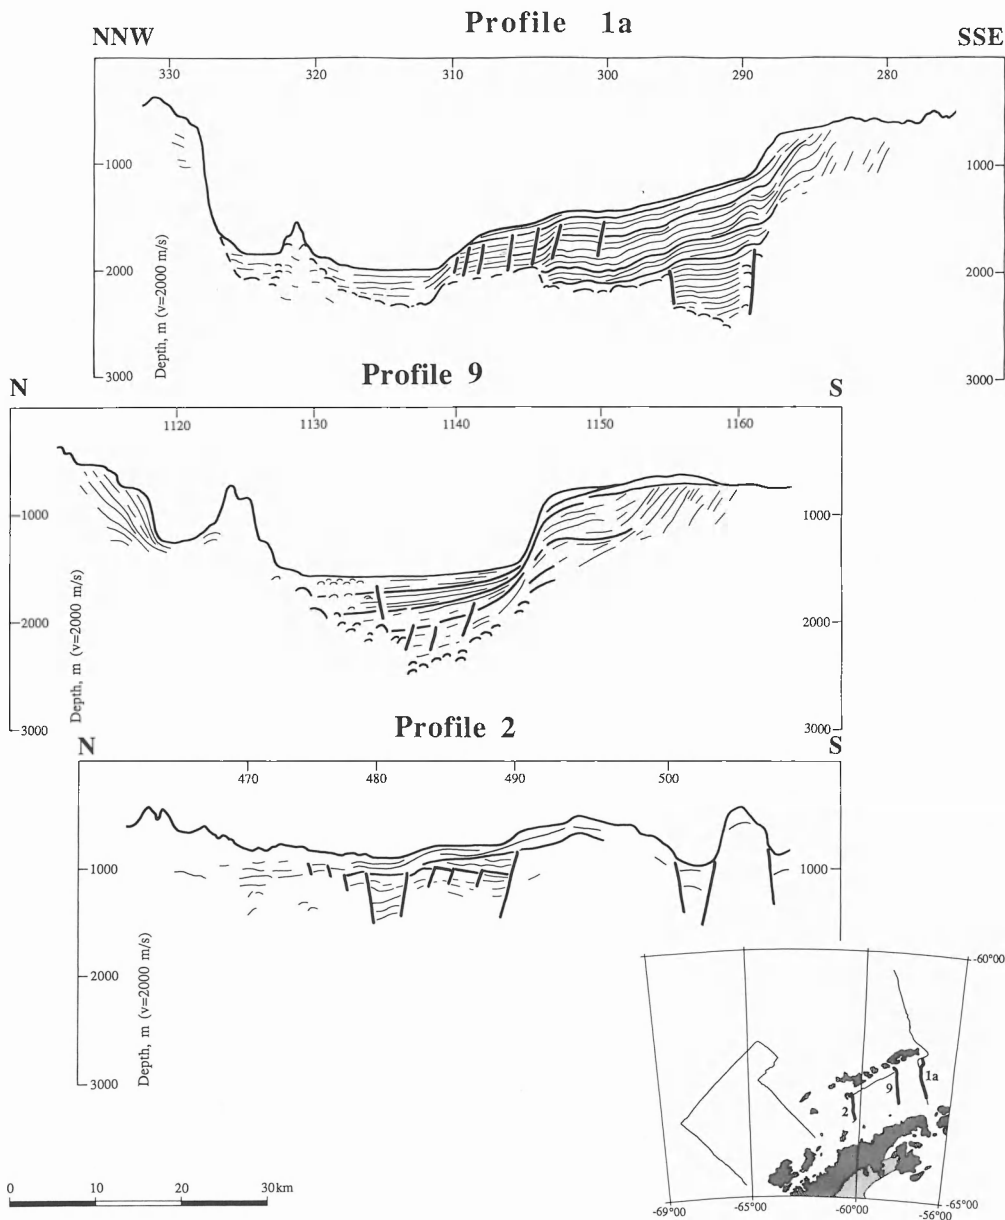 Profile 1a
NNW SSE
330 320 310 300 290 280
1000 1000
2000 2000
3000 3000
Depth, m (v=2000 m/s)
Profile 9
N S
1120 1130 1140 1150 1160
1000 1000
2000 2000
3000 3000
Depth, m (v=2000 m/s)
Profile 2
N S
470 480 490 500
1000 1000
2000
3000
Depth, m (v=2000 m/s)
-60°00
1a
9
2
-65°00
-69°00 -65°00 -60°00 -56°00
0 10 20 30 km